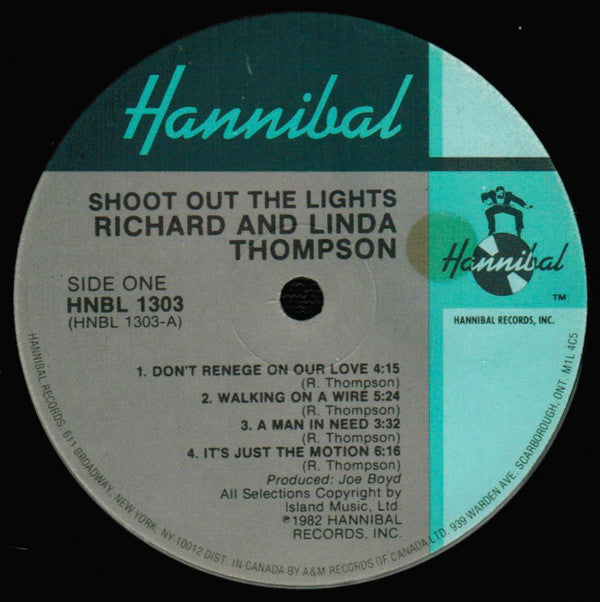 Hannibal
SHOOT OUT THE LIGHTS
RICHARD AND LINDA
THOMPSON
Hannibal
TM
HANNIBAL RECORDS, INC.
SIDE ONE
HNBL 1303
(HNBL 1303-A)
1. DON'T RENEGE ON OUR LOVE 4:15
(R. Thompson)
2. WALKING ON A WIRE 5:24
(R. Thompson)
3. A MAN IN NEED 3:32
(R. Thompson)
4. IT'S JUST THE MOTION 6:16
(R. Thompson)
Produced: Joe Boyd
All Selections Copyright by
Island Music, Ltd.
℗1982 HANNIBAL
RECORDS, INC.
HANNIBAL RECORDS, 611 BROADWAY, NEW YORK, NY 10012 DIST. IN CANADA BY A&M RECORDS OF CANADA LTD. 939 WARDEN AVE. SCARBOROUGH, ONT. M1L 4C5